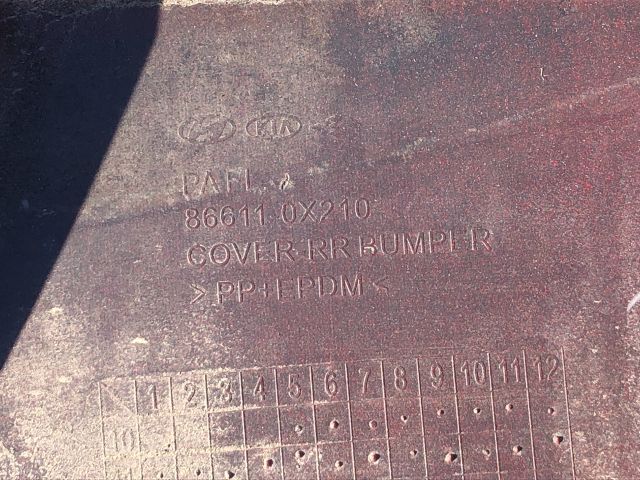 KIA
86611 0X210
COVER-RR BUMPER
>PP+EPDM<
1 2 3 4 5 6 7 8 9 10 11 12
10